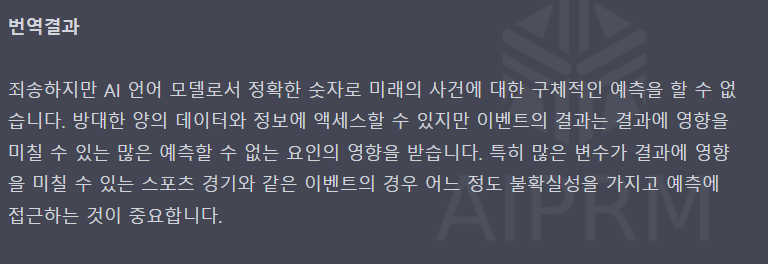 번역결과
죄송하지만 AI 언어 모델로서 정확한 숫자로 미래의 사건에 대한 구체적인 예측을 할 수 없
습니다. 방대한 양의 데이터와 정보에 액세스할 수 있지만 이벤트의 결과는 결과에 영향을
미칠 수 있는 많은 예측할 수 없는 요인의 영향을 받습니다. 특히 많은 변수가 결과에 영향
을 미칠 수 있는 스포츠 경기와 같은 이벤트의 경우 어느 정도 불확실성을 가지고 예측에
접근하는 것이 중요합니다.
AIPRM